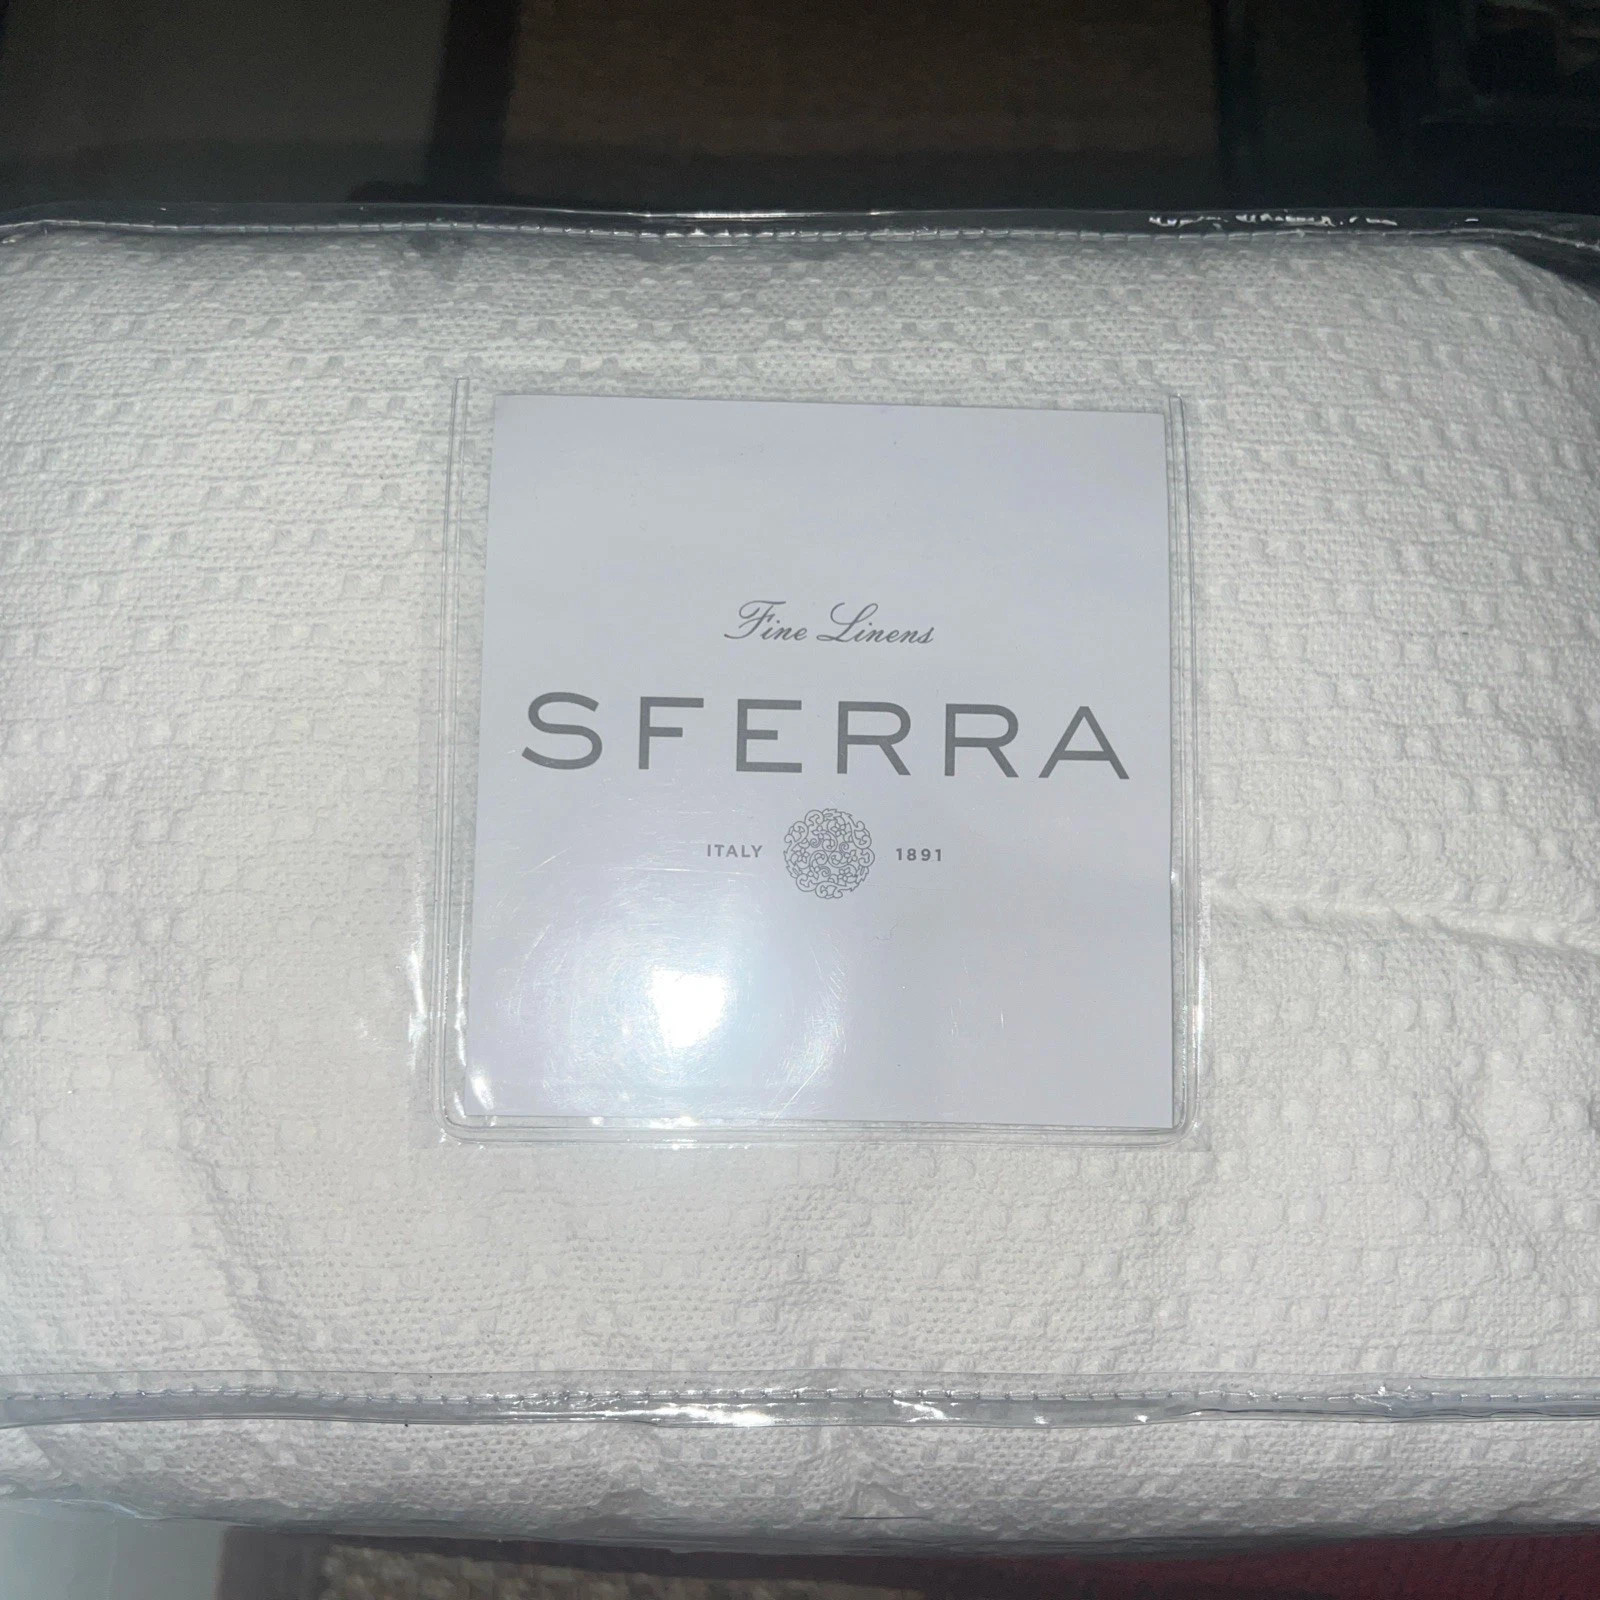 Fine Linens
SFERRA
ITALY 1891